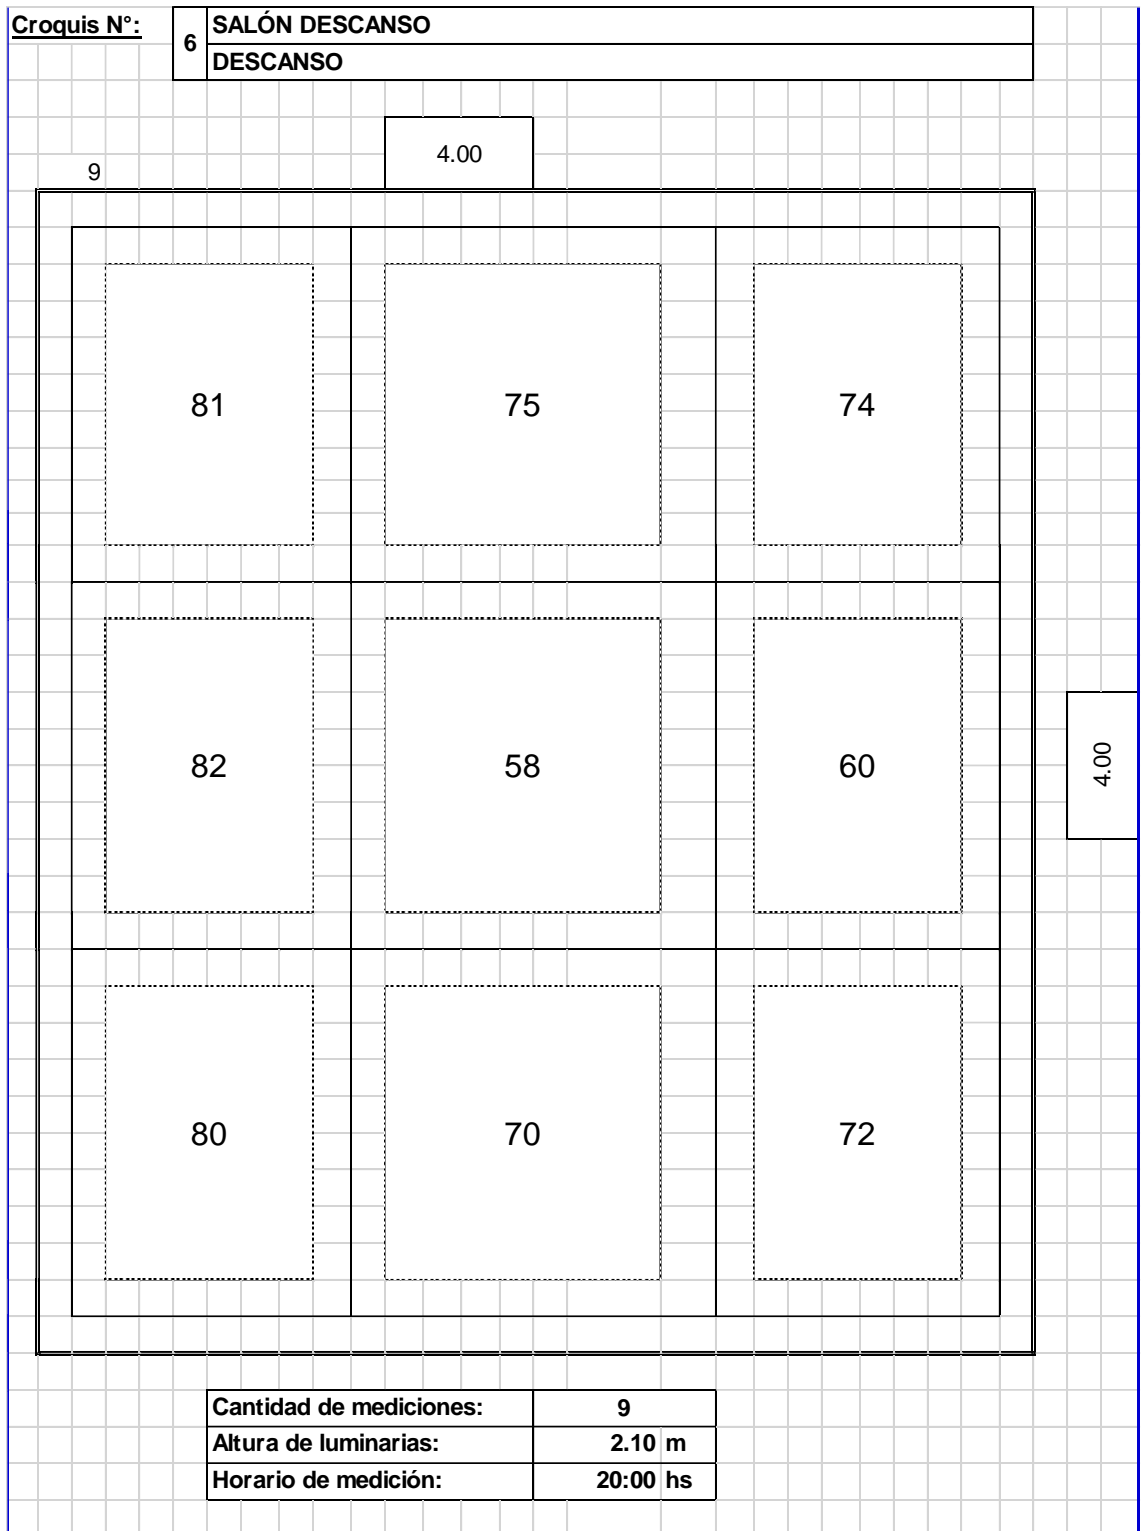 Croquis N°: 6 SALÓN DESCANSO
DESCANSO
4.00
9
81 75 74
82 58 60
4.00
80 70 72
Cantidad de mediciones: 9
Altura de luminarias: 2.10 m
Horario de medición: 20:00 hs